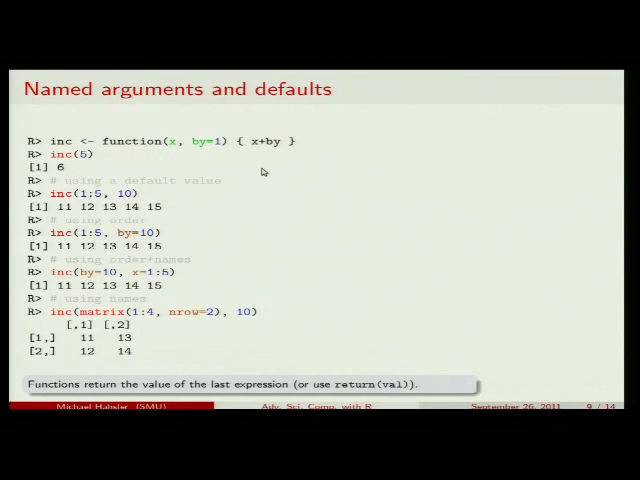 Named arguments and defaults
R> inc <- function(x, by=1) { x+by }
R> inc(5)
[1] 6
R> # using a default value
R> inc(1:5, 10)
[1] 11 12 13 14 15
R> # using order
R> inc(1:5, by=10)
[1] 11 12 13 14 15
R> # using order+names
R> inc(by=10, x=1:5)
[1] 11 12 13 14 15
R> # using names
R> inc(matrix(1:4, nrow=2), 10)
[,1] [,2]
[1,] 11 13
[2,] 12 14
Functions return the value of the last expression (or use return(val)).
Michael Hahsler (SMU) Adv. Sci. Comp. with R September 26, 2011 9 / 14